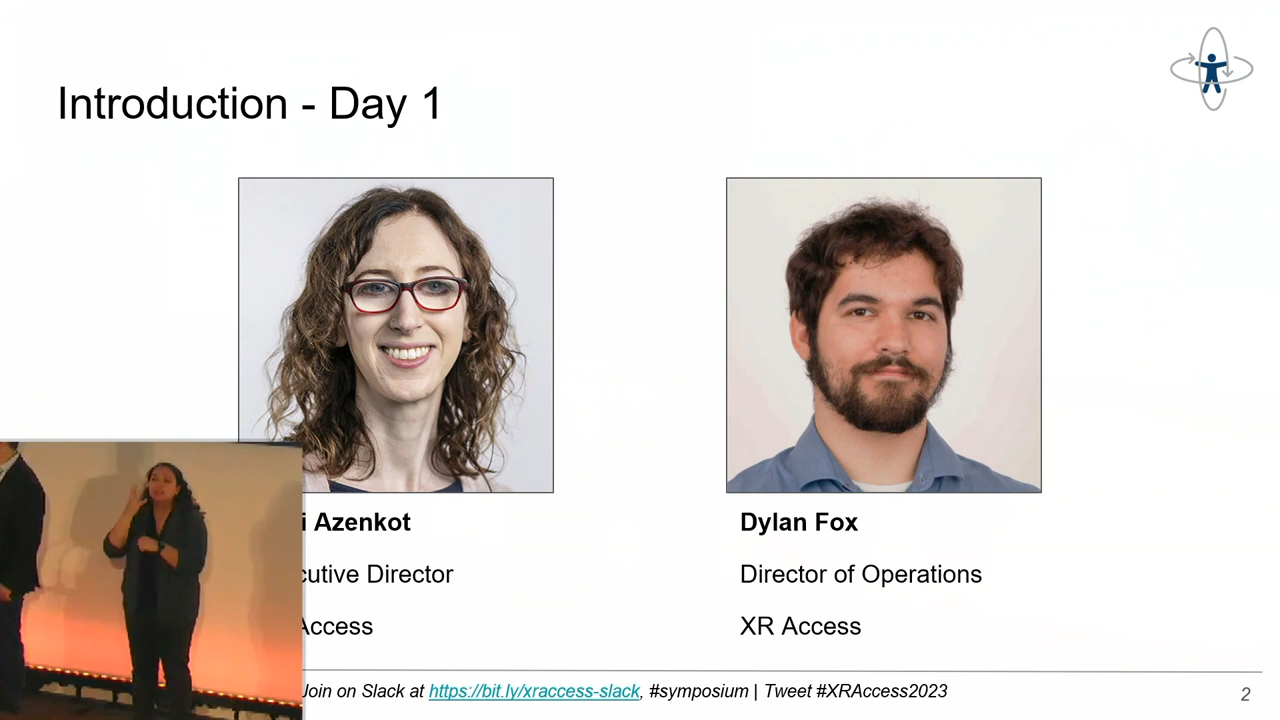 Introduction - Day 1
i Azenkot
cutive Director
Access
Dylan Fox
Director of Operations
XR Access
Join on Slack at https://bit.ly/xraccess-slack, #symposium | Tweet #XRAccess2023
2